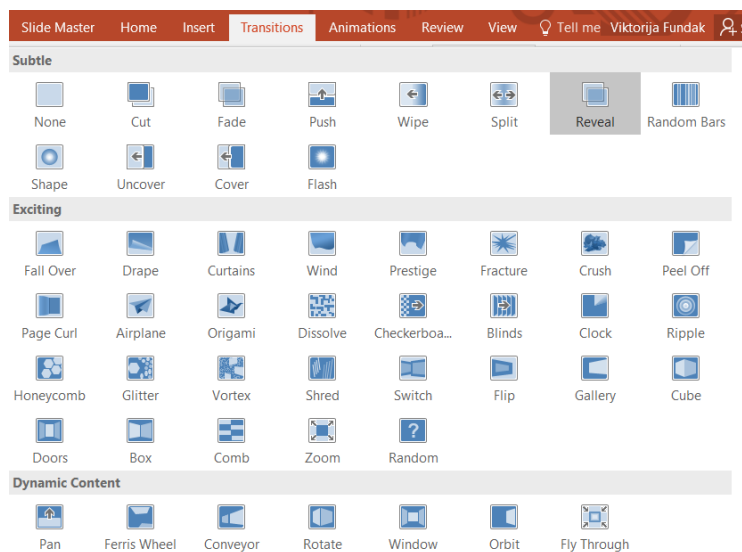 Slide Master Home Insert Transitions Animations Review View Tell me Viktorija Fundak
Subtle
None Cut Fade Push Wipe Split Reveal Random Bars
Shape Uncover Cover Flash
Exciting
Fall Over Drape Curtains Wind Prestige Fracture Crush Peel Off
Page Curl Airplane Origami Dissolve Checkerboa... Blinds Clock Ripple
Honeycomb Glitter Vortex Shred Switch Flip Gallery Cube
Doors Box Comb Zoom Random
Dynamic Content
Pan Ferris Wheel Conveyor Rotate Window Orbit Fly Through